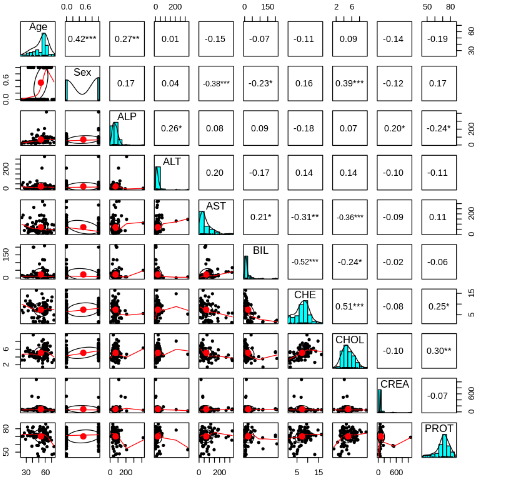 0.0 0.6 0 200 0 150 2 6 50 80
Age 0.42*** 0.27** 0.01 -0.15 -0.07 -0.11 0.09 -0.14 -0.19 30 60
0.0 0.6 Sex 0.17 0.04 -0.38*** -0.23* 0.16 0.39*** -0.12 0.17
ALP 0.26* 0.08 0.09 -0.18 0.07 0.20* -0.24* 0 200
0 200 ALT 0.20 -0.17 0.14 0.14 -0.10 -0.11
AST 0.21* -0.31** -0.36*** -0.09 0.11 0 200
0 150 BIL -0.52*** -0.24* -0.02 -0.06
CHE 0.51*** -0.08 0.25* 5 15
2 6 CHOL -0.10 0.30**
CREA -0.07 0 600
50 80 PROT
30 60 0 200 0 100 200 5 15 0 600